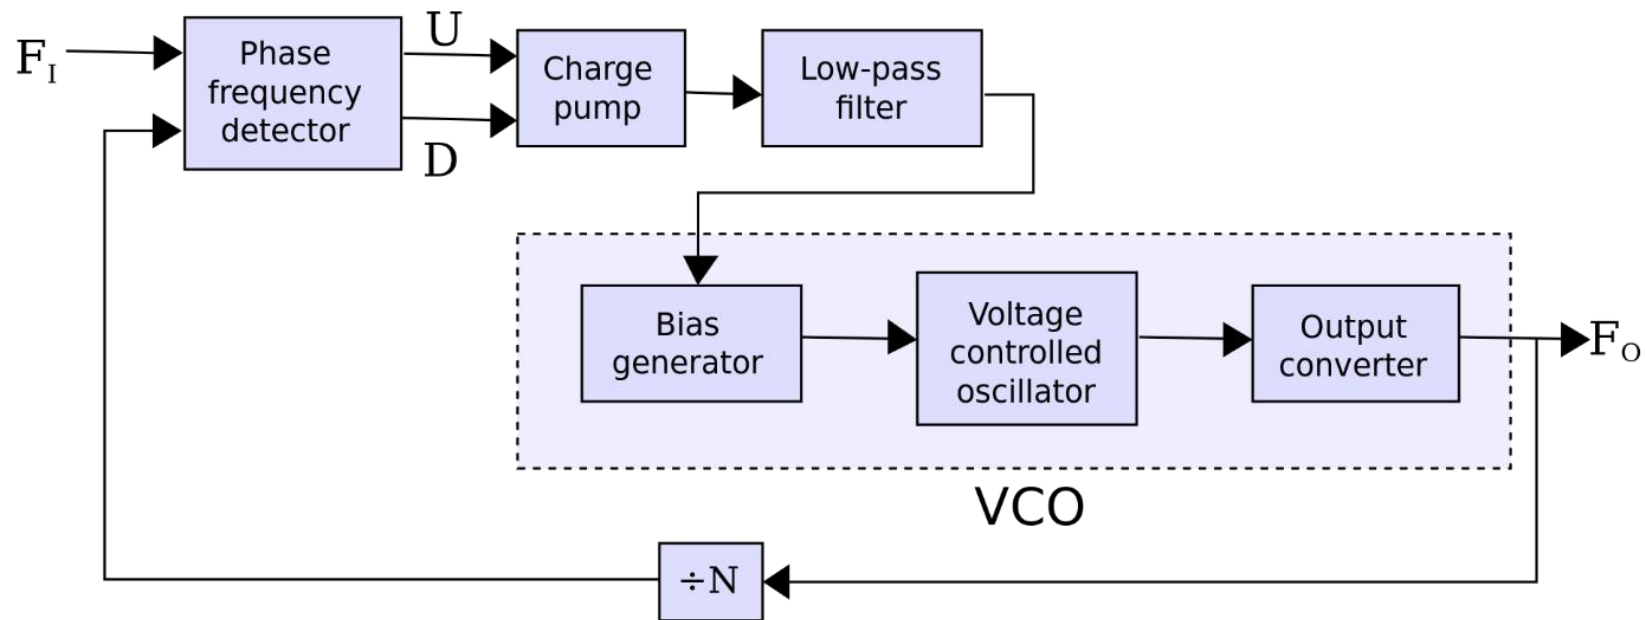 F_I
Phase
frequency
detector
U
D
Charge
pump
Low-pass
filter
Bias
generator
Voltage
controlled
oscillator
Output
converter
F_O
VCO
÷N